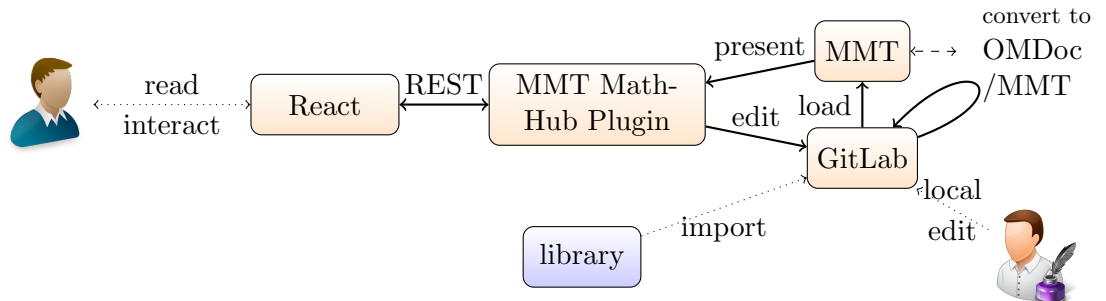 read
interact
React
REST
MMT Math-
Hub Plugin
present
edit
MMT
load
GitLab
convert to
OMDoc
/MMT
library
import
local
edit